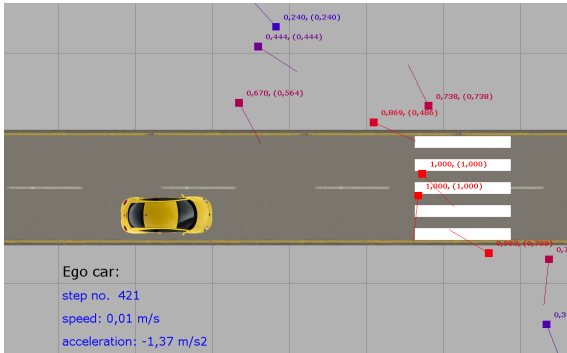 0,240, (0,240)
0,444, (0,444)
0,678, (0,564)
0,738, (0,738)
0,869, (0,486)
1,000, (1,000)
1,000, (1,000)
Ego car:
step no. 421
speed: 0,01 m/s
acceleration: -1,37 m/s2